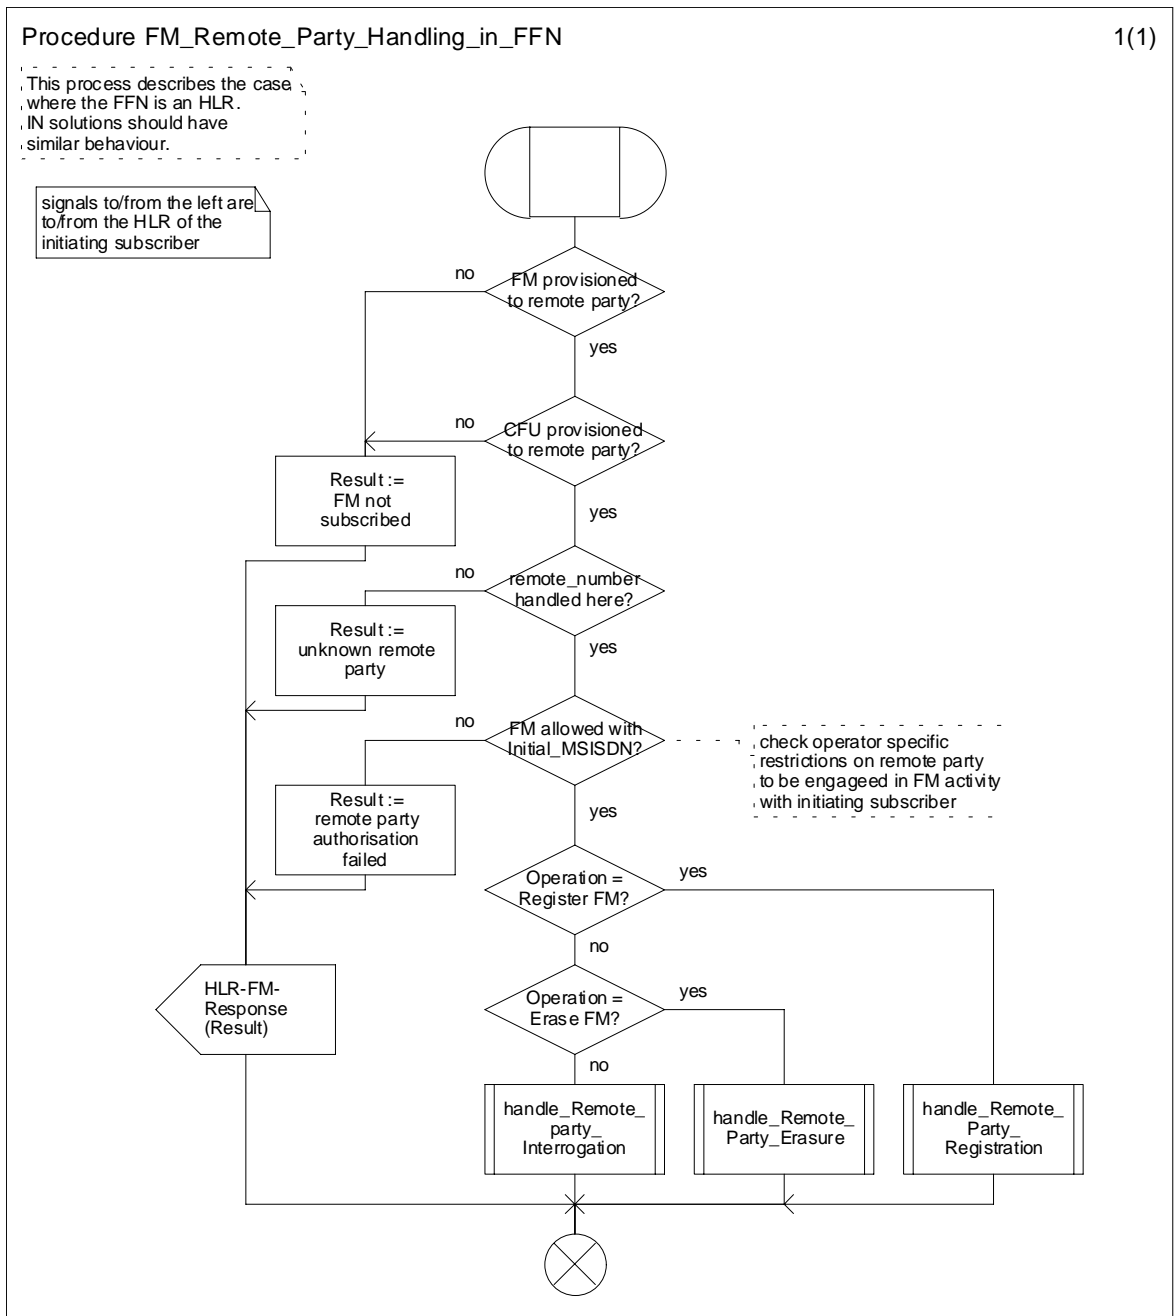 Procedure FM_Remote_Party_Handling_in_FFN
1(1)
This process describes the case
where the FFN is an HLR.
IN solutions should have
similar behaviour.
signals to/from the left are
to/from the HLR of the
initiating subscriber
no
FM provisioned
to remote party?
yes
no
CFU provisioned
to remote party?
Result :=
FM not
subscribed
yes
no
remote_number
handled here?
Result :=
unknown remote
party
yes
no
FM allowed with
Initial_MSISDN?
check operator specific
restrictions on remote party
to be engageed in FM activity
with initiating subscriber
Result :=
remote party
authorisation
failed
yes
Operation =
Register FM?
yes
no
HLR-FM-
Response
(Result)
Operation =
Erase FM?
yes
no
handle_Remote_
party_
Interrogation
handle_Remote_
Party_Erasure
handle_Remote_
Party_
Registration